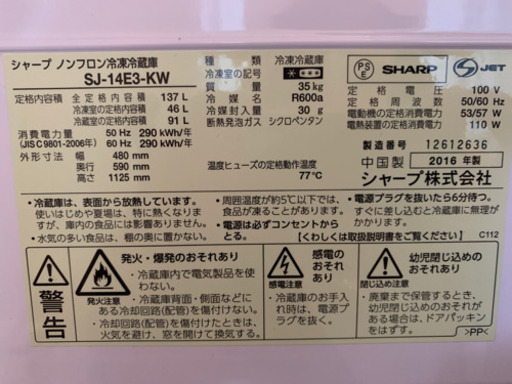 シャープ ノンフロン冷凍冷蔵庫
SJ-14E3-KW
定格内容積 全定格内容積 137 L
冷凍室の定格内容積 46 L
冷蔵室の定格内容積 91 L
消費電力量 50 Hz 290 kWh/年
(JIS C 9801-2006年) 60 Hz 290 kWh/年
外形寸法 幅 480 mm
奥行 590 mm
高さ 1125 mm
種類 冷凍冷蔵庫
冷凍室の記号
質量 35 kg
冷媒名 R600a
冷媒量 30 g
断熱発泡ガス シクロペンタン
温度ヒューズの定格動作温度
77℃
PSE SHARP S-JET
定格電圧 100 V
定格周波数 50/60 Hz
電動機の定格消費電力 53/57 W
電熱装置の定格消費電力 110 W
製造番号 12612636
中国製 2016 年製
シャープ株式会社
・冷蔵庫は、表面から放熱しています。
使いはじめや夏場は、特に熱く感じますが、庫内の食品には影響ありません。
・水気の多い食品は、棚の奥に置かない。
・周囲温度が約5℃以下では、食品が凍ることがあります。
・電源は必ずコンセントからとる。
・電源プラグを抜いたら6分待つ。
すぐに差し込むと冷蔵庫に無理がかかります。
【くわしくは取扱説明書をご覧ください】
C112
警告
発火・爆発のおそれあり
発火注意
・冷蔵庫内で電気製品を使わない。
・冷蔵庫背面・側面などにある冷却回路(配管)を傷付けない。
・冷却回路(配管)を傷付けたときは、火気を避け、窓を開けて換気する。
感電のおそれあり
感電注意
・冷蔵庫のお手入れ時は、電源プラグを抜く。
幼児閉じ込めのおそれあり
幼児閉じ込め注意
・廃棄まで保管するとき、幼児閉じ込めのおそれがある場合は、ドアパッキンをはずす。
>PP<